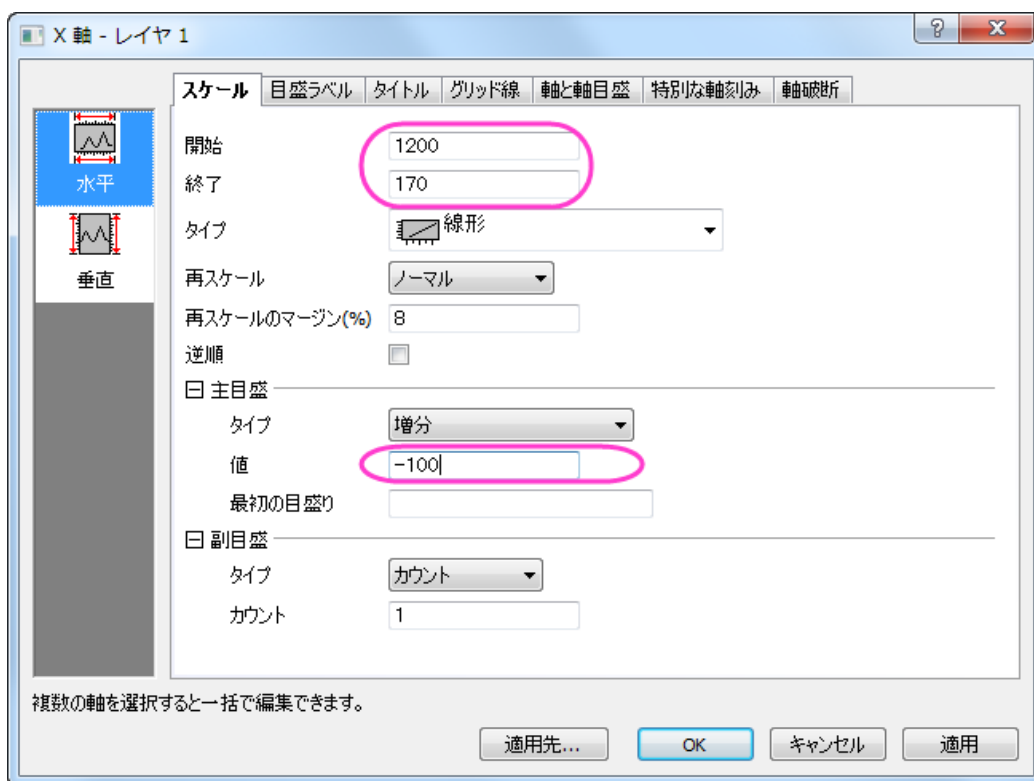 X 軸 - レイヤ 1
スケール 目盛ラベル タイトル グリッド線 軸と軸目盛 特別な軸刻み 軸破断
水平
垂直
開始 1200
終了 170
タイプ 線形
再スケール ノーマル
再スケールのマージン(%) 8
逆順
主目盛
タイプ 増分
値 -100
最初の目盛り
副目盛
タイプ カウント
カウント 1
複数の軸を選択すると一括で編集できます。
適用先... OK キャンセル 適用